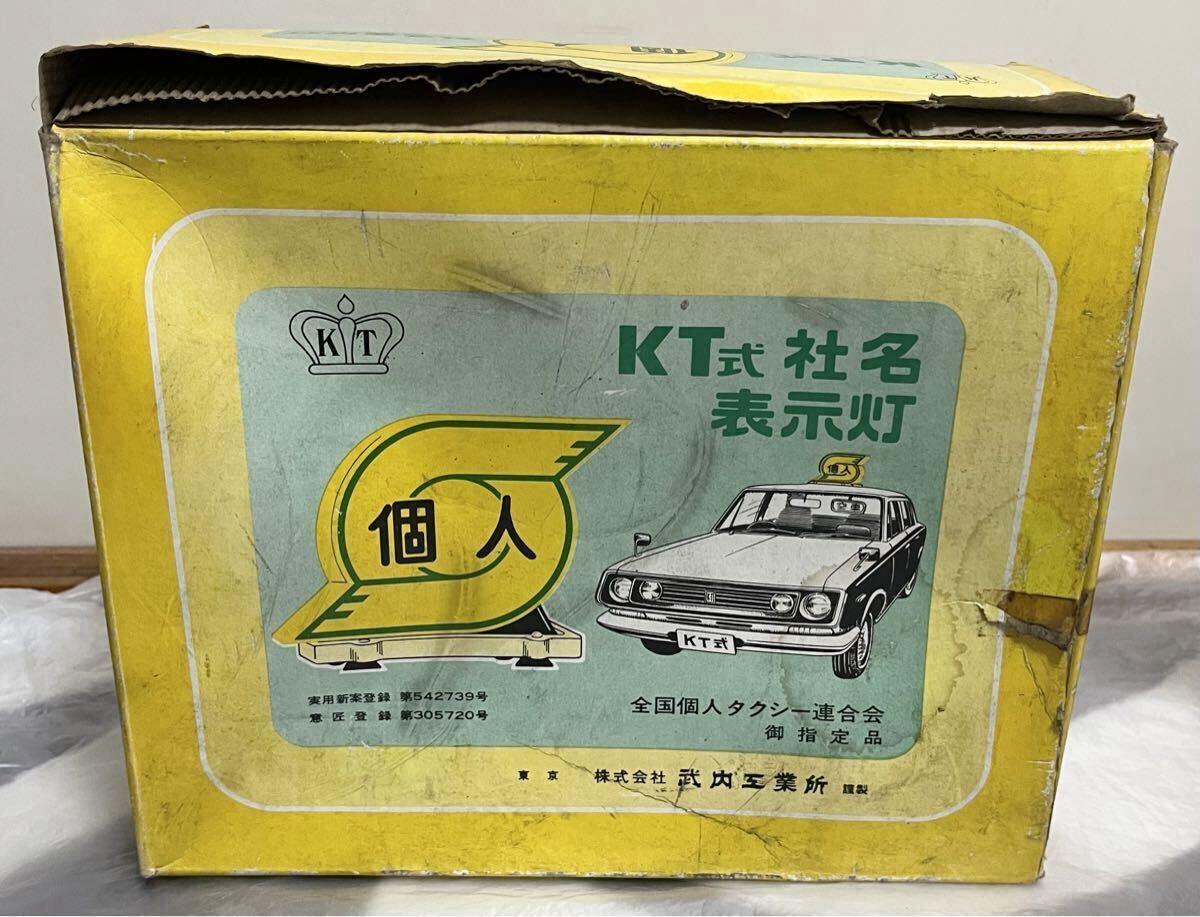 KT
KT
KT式 社名
表示灯
個人
個人
空車
KT式
実用新案登録 第542739号
意匠登録 第305720号
全国個人タクシー連合会
御指定品
東京 株式会社 武内工業所 謹製